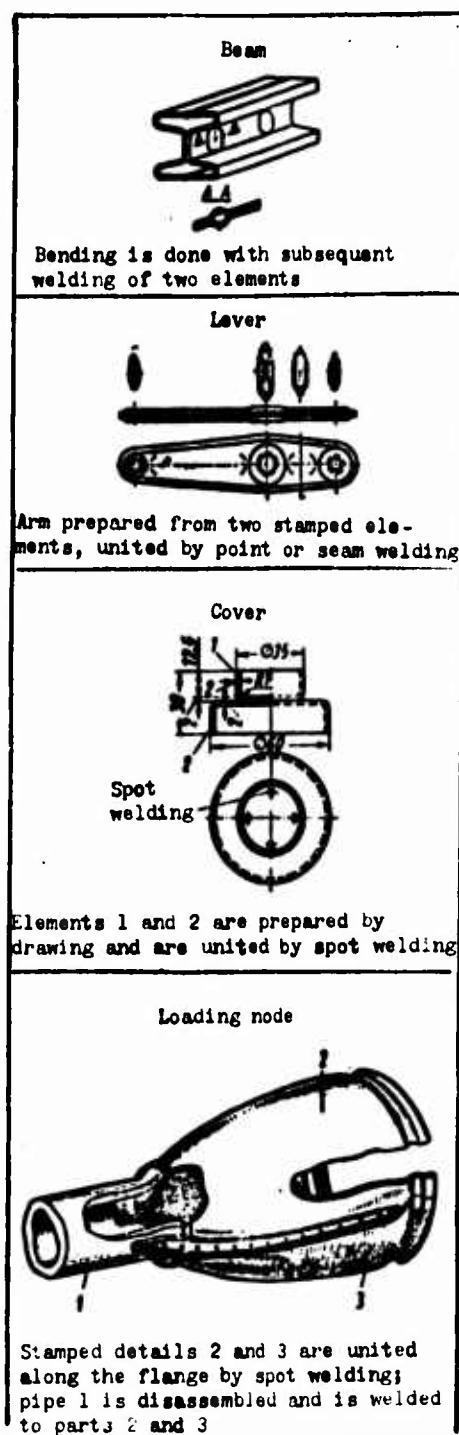 Beam
A-A
Bending is done with subsequent
welding of two elements
Lever
Arm prepared from two stamped ele-
ments, united by point or seam welding
Cover
1
2
Spot
welding
Elements 1 and 2 are prepared by
drawing and are united by spot welding
Loading node
2
1
3
Stamped details 2 and 3 are united
along the flange by spot welding;
pipe 1 is disassembled and is welded
to parts 2 and 3